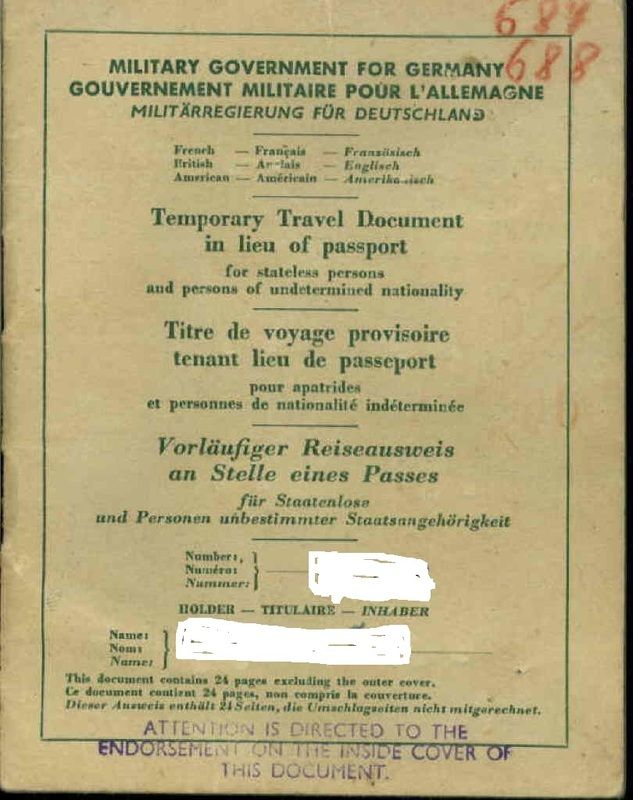 687
688
MILITARY GOVERNMENT FOR GERMANY
GOUVERNEMENT MILITAIRE POUR L'ALLEMAGNE
MILITÄRREGIERUNG FÜR DEUTSCHLAND
French — Français — Französisch
British — — Englisch
American — Américain —
Temporary Travel Document
in lieu of passport
for stateless persons
and persons of undetermined nationality
Titre de voyage provisoire
tenant lieu de passeport
pour apatrides
et personnes de nationalité indéterminée
Vorläufiger Reiseausweis
an Stelle eines Passes
für Staatenlose
und Personen unbestimmter Staatsangehörigkeit
Number:
Numéro:
Nummer:
HOLDER — TITULAIRE — INHABER
Name:
Nom:
Name:
This document contains 24 pages excluding the outer cover.
Ce document contient 24 pages, non compris la couverture.
Dieser Ausweis enthält 24 Seiten, die Umschlagseiten nicht mitgerechnet.
ATTENTION IS DIRECTED TO THE
ENDORSEMENT ON THE INSIDE COVER OF
THIS DOCUMENT.